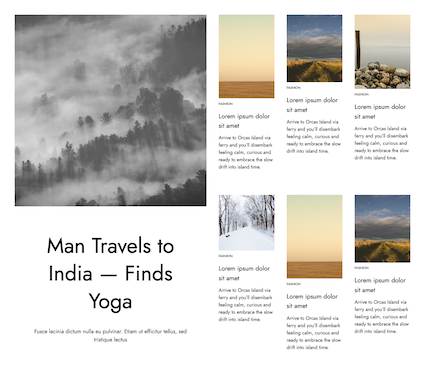 Man Travels to
India — Finds
Yoga
Fusce lacinia dictum nulla eu pulvinar. Etiam ut efficitur tellus, sed
tristique lectus
FASHION
Lorem ipsum dolor
sit amet
Arrive to Orcas Island via
ferry and you'll disembark
feeling calm, curious and
ready to embrace the slow
drift into island time.
FASHION
Lorem ipsum dolor
sit amet
Arrive to Orcas Island via
ferry and you'll disembark
feeling calm, curious and
ready to embrace the slow
drift into island time.
FASHION
Lorem ipsum dolor
sit amet
Arrive to Orcas Island via
ferry and you'll disembark
feeling calm, curious and
ready to embrace the slow
drift into island time.
FASHION
Lorem ipsum dolor
sit amet
Arrive to Orcas Island via
ferry and you'll disembark
feeling calm, curious and
ready to embrace the slow
drift into island time.
FASHION
Lorem ipsum dolor
sit amet
Arrive to Orcas Island via
ferry and you'll disembark
feeling calm, curious and
ready to embrace the slow
drift into island time.
FASHION
Lorem ipsum dolor
sit amet
Arrive to Orcas Island via
ferry and you'll disembark
feeling calm, curious and
ready to embrace the slow
drift into island time.